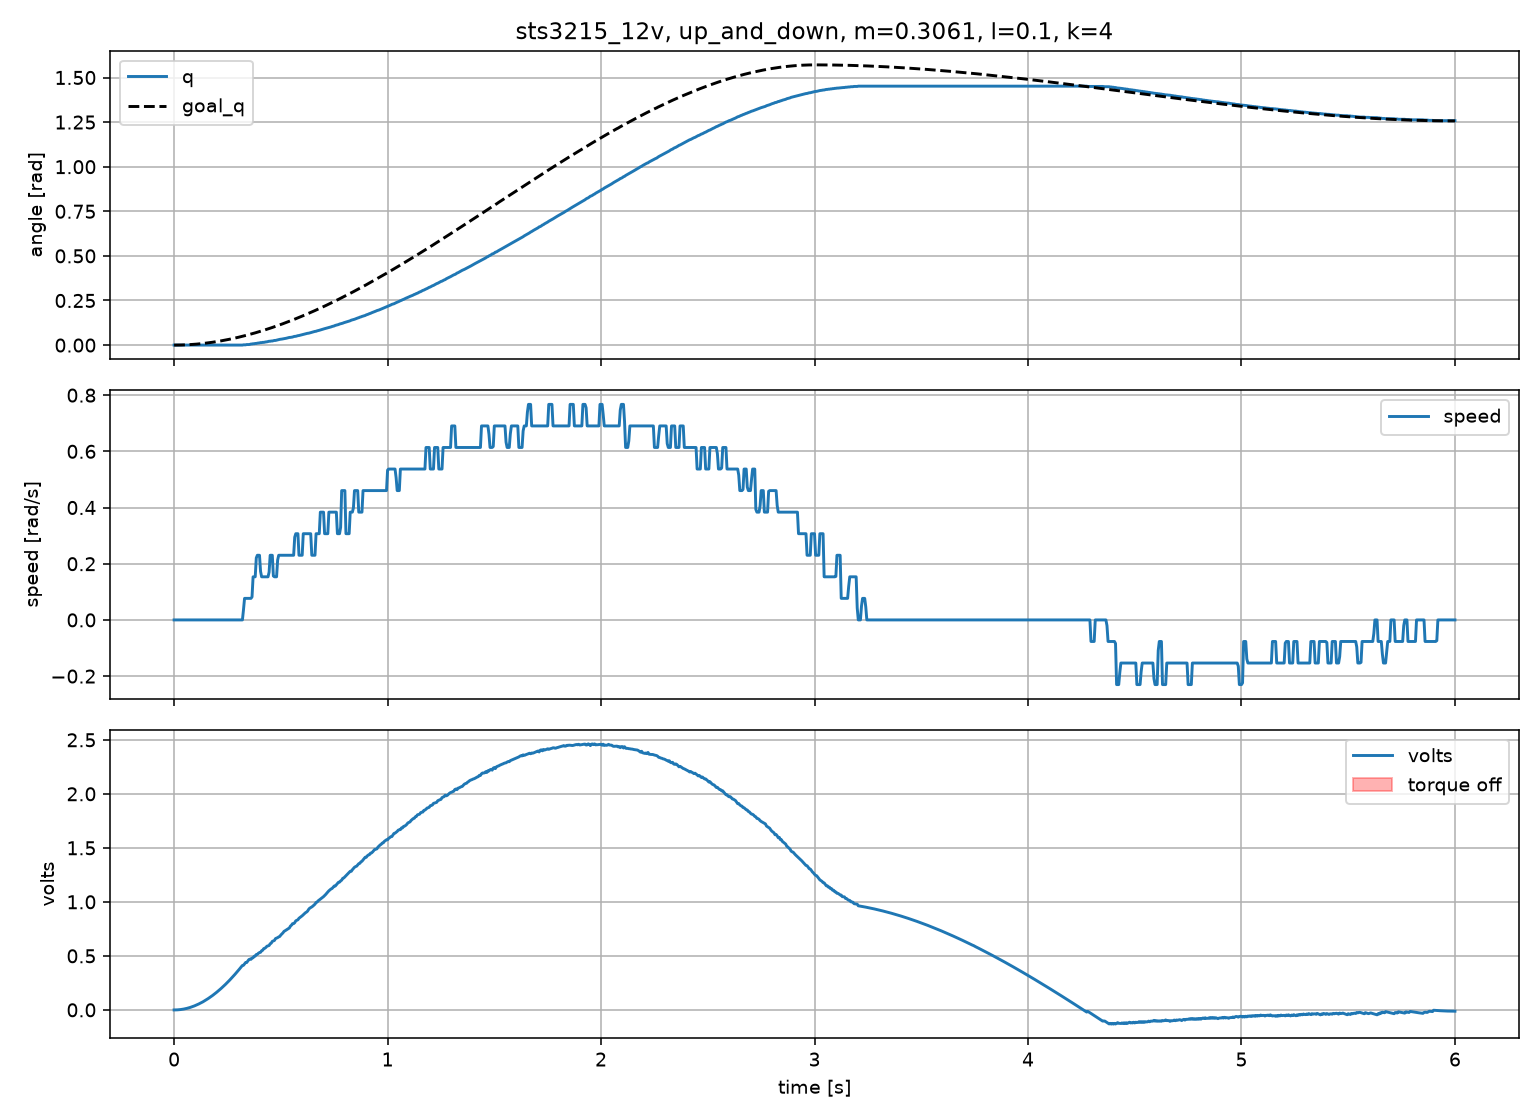 sts3215_12v, up_and_down, m=0.3061, l=0.1, k=4
q
goal_q
angle [rad]
1.50
1.25
1.00
0.75
0.50
0.25
0.00
speed
speed [rad/s]
0.8
0.6
0.4
0.2
0.0
−0.2
volts
torque off
volts
2.5
2.0
1.5
1.0
0.5
0.0
0 1 2 3 4 5 6
time [s]